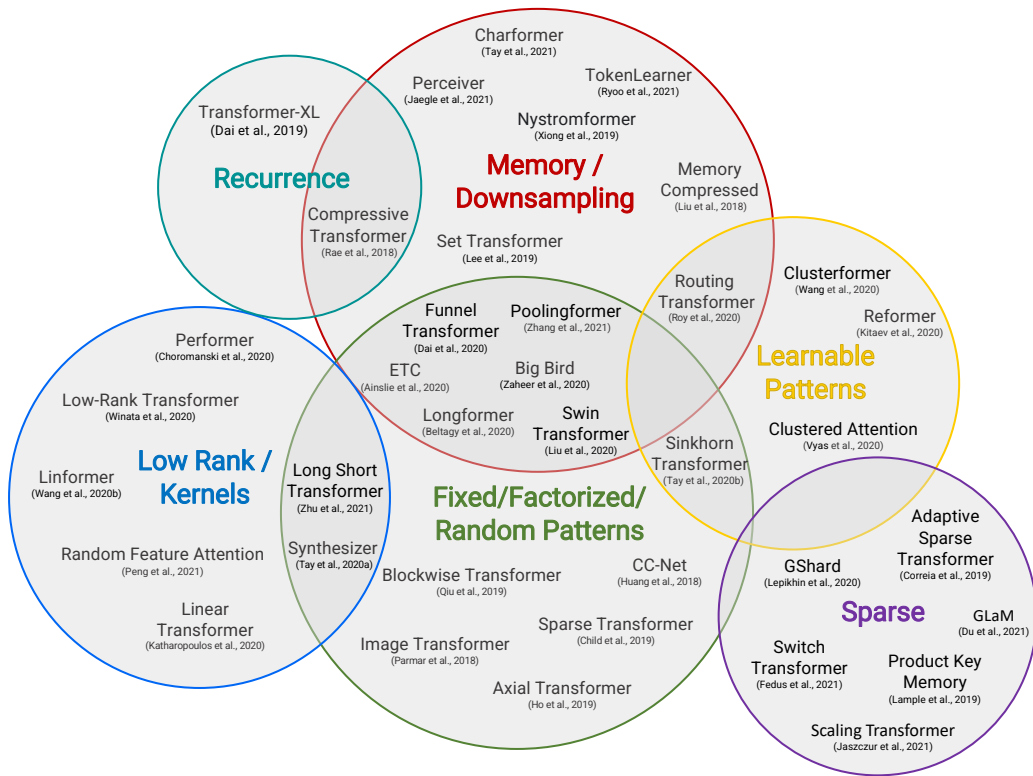 Charformer
(Tay et al., 2021)
Perceiver
(Jaegle et al., 2021)
TokenLearner
(Ryoo et al., 2021)
Transformer-XL
(Dai et al., 2019)
Nystromformer
(Xiong et al., 2019)
Recurrence
Memory /
Downsampling
Memory
Compressed
(Liu et al., 2018)
Compressive
Transformer
(Rae et al., 2018)
Set Transformer
(Lee et al., 2019)
Routing
Transformer
(Roy et al., 2020)
Clusterformer
(Wang et al., 2020)
Reformer
(Kitaev et al., 2020)
Funnel
Transformer
(Dai et al., 2020)
Poolingformer
(Zhang et al., 2021)
Performer
(Choromanski et al., 2020)
Learnable
Patterns
ETC
(Ainslie et al., 2020)
Big Bird
(Zaheer et al., 2020)
Low-Rank Transformer
(Winata et al., 2020)
Longformer
(Beltagy et al., 2020)
Swin
Transformer
(Liu et al., 2020)
Sinkhorn
Transformer
(Tay et al., 2020b)
Clustered Attention
(Vyas et al., 2020)
Linformer
(Wang et al., 2020b)
Low Rank /
Kernels
Long Short
Transformer
(Zhu et al., 2021)
Fixed/Factorized/
Random Patterns
Adaptive
Sparse
Transformer
(Correia et al., 2019)
Random Feature Attention
(Peng et al., 2021)
Synthesizer
(Tay et al., 2020a)
Blockwise Transformer
(Qiu et al., 2019)
CC-Net
(Huang et al., 2018)
GShard
(Lepikhin et al., 2020)
Sparse
Linear
Transformer
(Katharopoulos et al., 2020)
Image Transformer
(Parmar et al., 2018)
Sparse Transformer
(Child et al., 2019)
GLaM
(Du et al., 2021)
Switch
Transformer
(Fedus et al., 2021)
Product Key
Memory
(Lample et al., 2019)
Axial Transformer
(Ho et al., 2019)
Scaling Transformer
(Jaszczur et al., 2021)